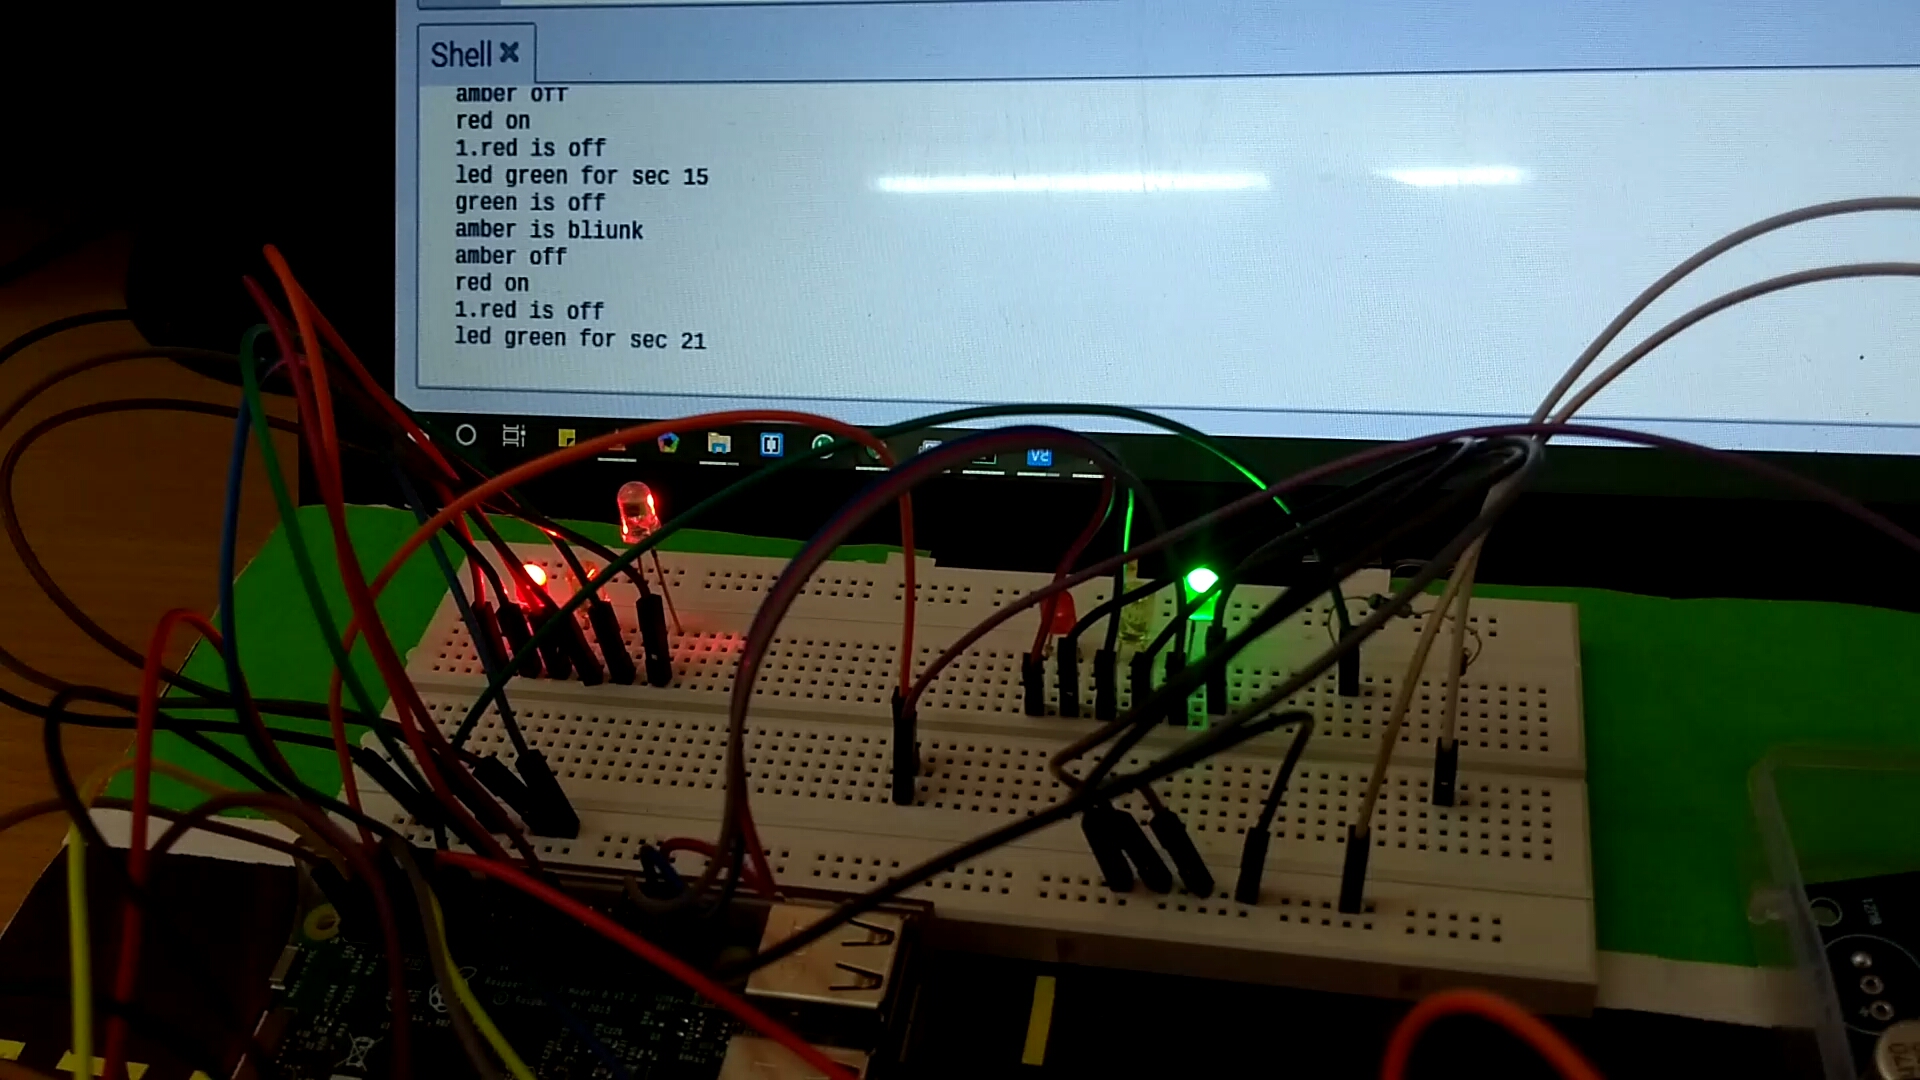 Shell
amber off
red on
1.red is off
led green for sec 15
green is off
amber is bliunk
amber off
red on
1.red is off
led green for sec 21